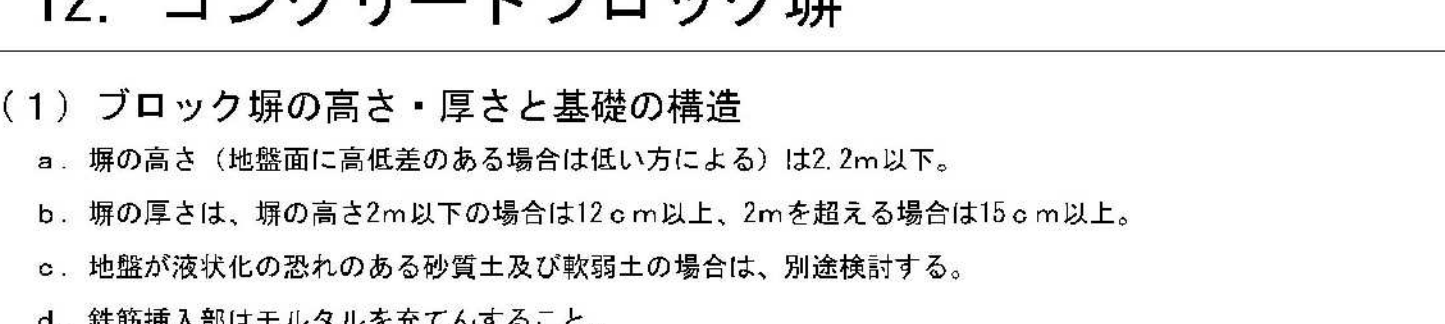 12. コンクリートブロック塀
(1) ブロック塀の高さ・厚さと基礎の構造
a. 塀の高さ(地盤面に高低差のある場合は低い方による)は2.2m以下。
b. 塀の厚さは、塀の高さ2m以下の場合は12cm以上、2mを超える場合は15cm以上。
c. 地盤が液状化の恐れのある砂質土及び軟弱土の場合は、別途検討する。
d. 鉄筋挿入部はモルタルを充てんすること。